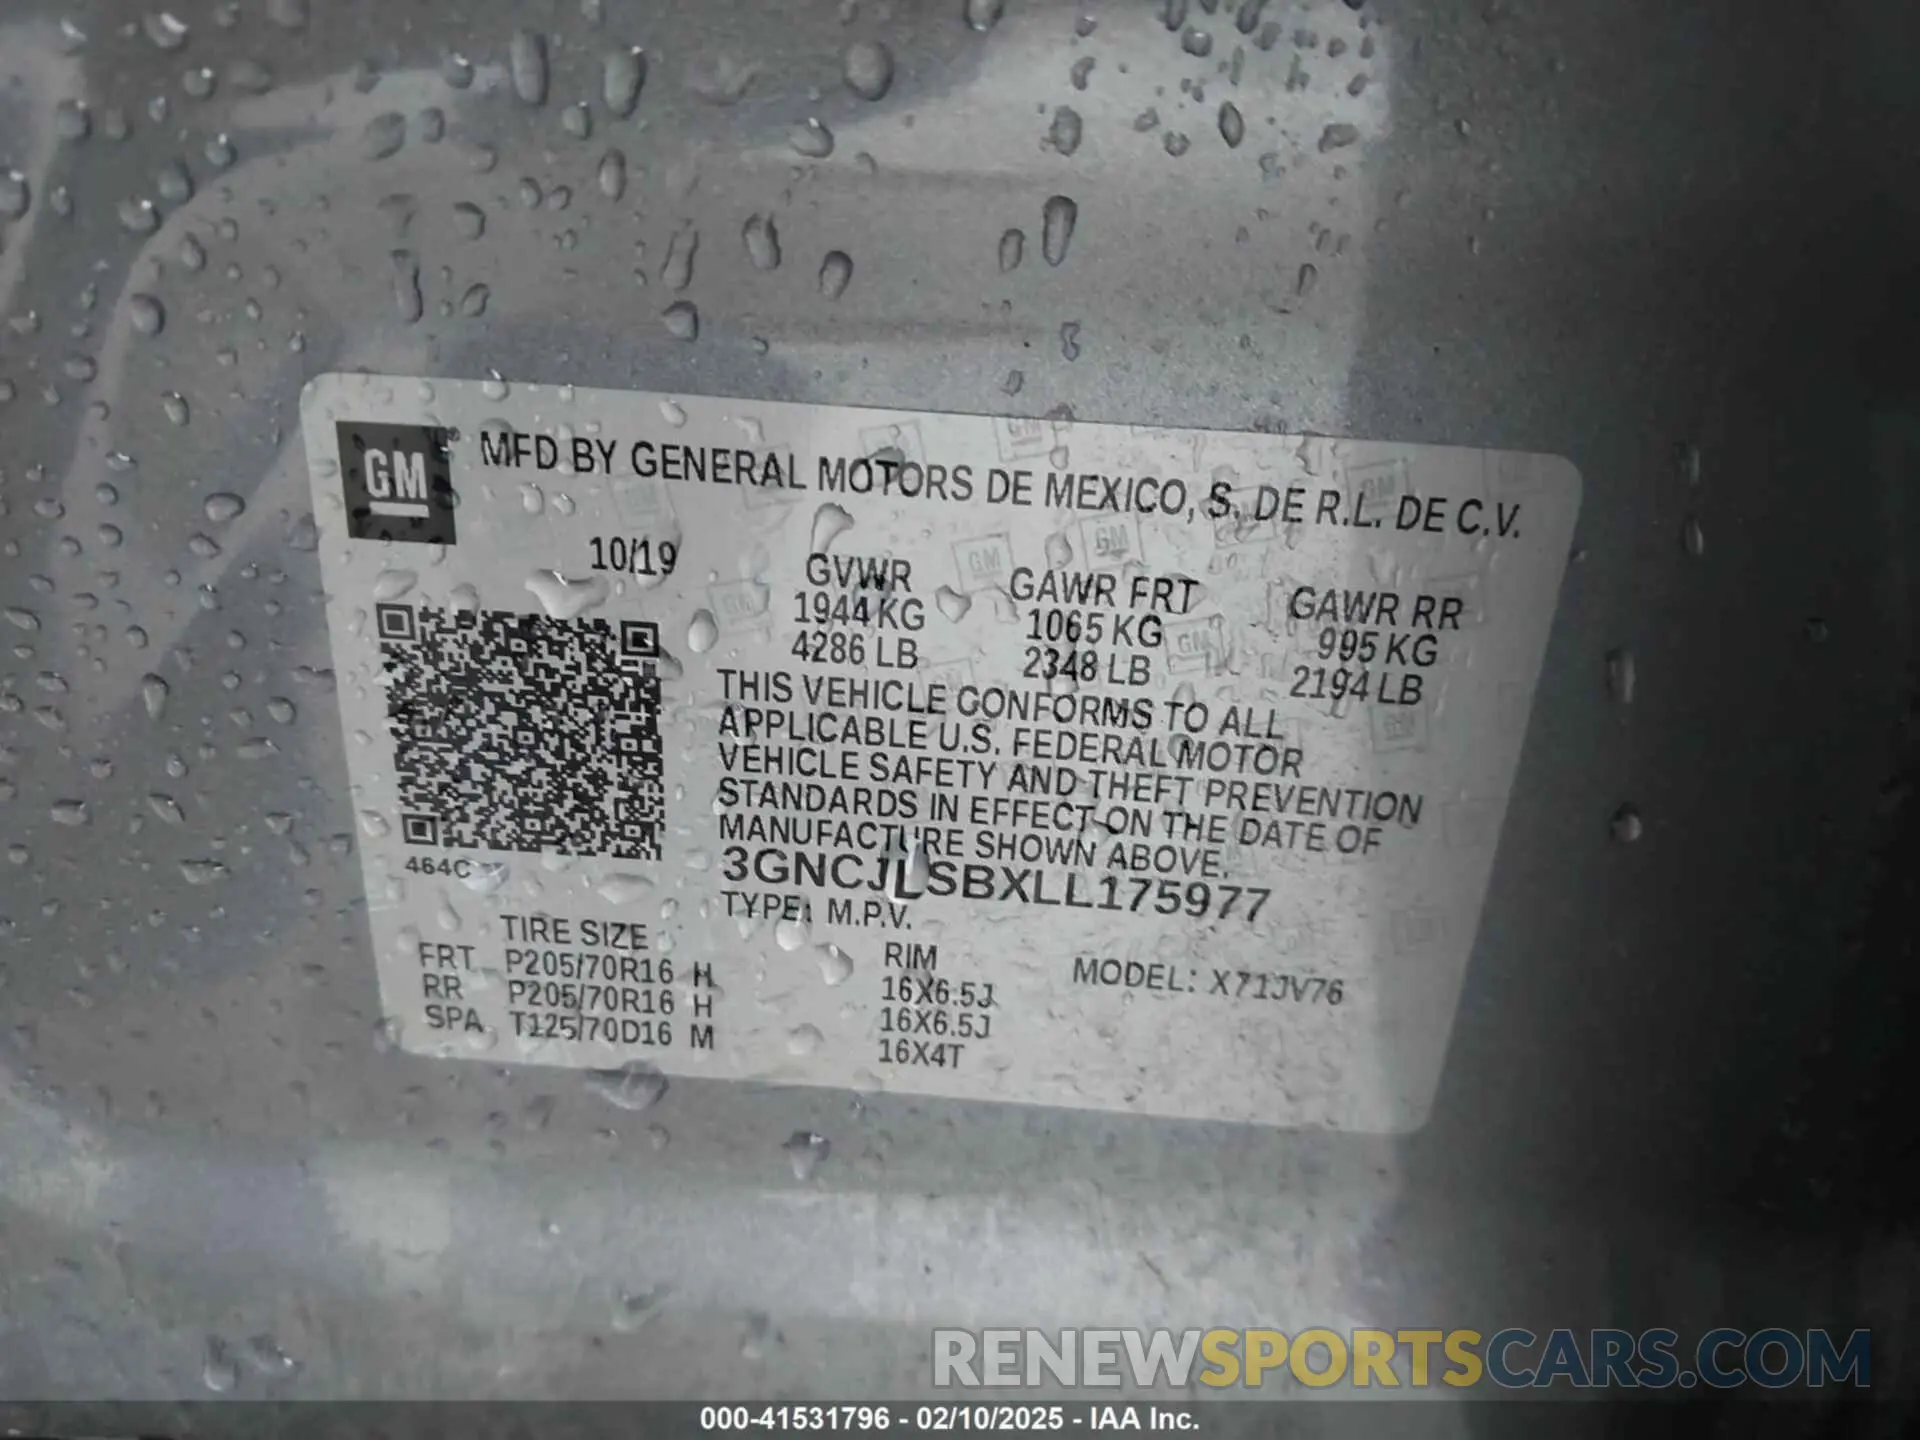 GM
MFD BY GENERAL MOTORS DE MEXICO, S. DE R.L. DE C.V.
10/19
GVWR GAWR FRT GAWR RR
1944 KG 1065 KG 995 KG
4286 LB 2348 LB 2194 LB
THIS VEHICLE CONFORMS TO ALL
APPLICABLE U.S. FEDERAL MOTOR
VEHICLE SAFETY AND THEFT PREVENTION
STANDARDS IN EFFECT ON THE DATE OF
MANUFACTURE SHOWN ABOVE.
464C
3GNCJLSBXLL175977
TYPE: M.P.V.
TIRE SIZE RIM MODEL: X71JV76
FRT P205/70R16 H 16X6.5J
RR P205/70R16 H 16X6.5J
SPA T125/70D16 M 16X4T
RENEWSPORTSCARS.COM
000-41531796 - 02/10/2025 - IAA Inc.